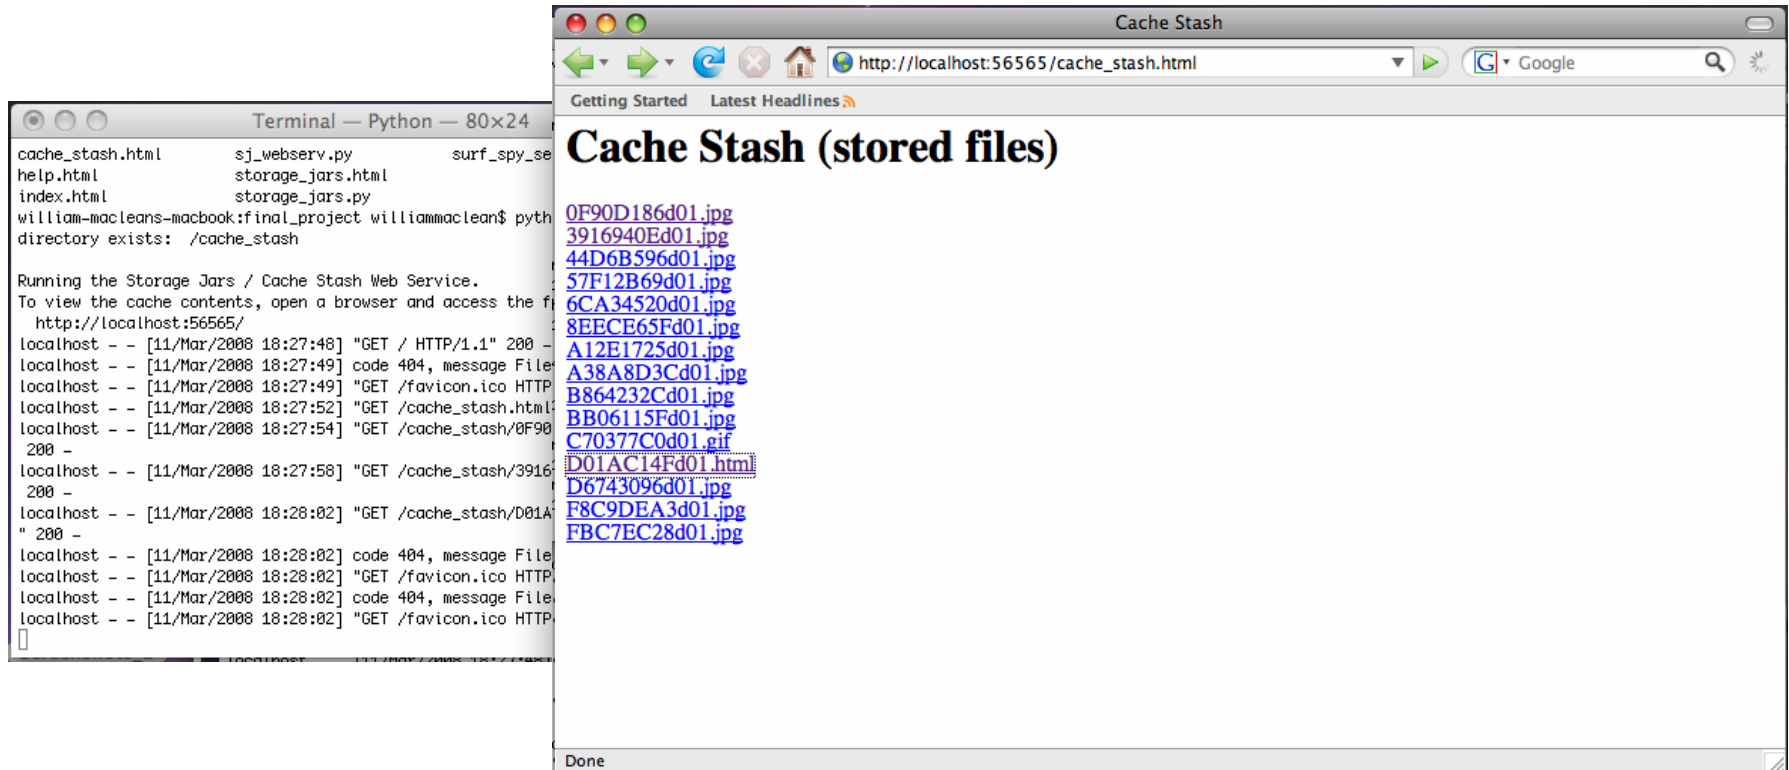 Terminal — Python — 80×24
cache_stash.html sj_webserv.py surf_spy_se
help.html storage_jars.html
index.html storage_jars.py
william-macleans-macbook:final_project williammaclean$ pyth
directory exists: /cache_stash
Running the Storage Jars / Cache Stash Web Service.
To view the cache contents, open a browser and access the f
http://localhost:56565/
localhost - - [11/Mar/2008 18:27:48] "GET / HTTP/1.1" 200 -
localhost - - [11/Mar/2008 18:27:49] code 404, message File
localhost - - [11/Mar/2008 18:27:49] "GET /favicon.ico HTTP
localhost - - [11/Mar/2008 18:27:52] "GET /cache_stash.html
localhost - - [11/Mar/2008 18:27:54] "GET /cache_stash/0F90
200 -
localhost - - [11/Mar/2008 18:27:58] "GET /cache_stash/3916
200 -
localhost - - [11/Mar/2008 18:28:02] "GET /cache_stash/D01A
" 200 -
localhost - - [11/Mar/2008 18:28:02] code 404, message File
localhost - - [11/Mar/2008 18:28:02] "GET /favicon.ico HTTP
localhost - - [11/Mar/2008 18:28:02] code 404, message File
localhost - - [11/Mar/2008 18:28:02] "GET /favicon.ico HTTP
Cache Stash
http://localhost:56565/cache_stash.html
G Google
Getting Started Latest Headlines
Cache Stash (stored files)
0F90D186d01.jpg
3916940Ed01.jpg
44D6B596d01.jpg
57F12B69d01.jpg
6CA34520d01.jpg
8EECE65Fd01.jpg
A12E1725d01.jpg
A38A8D3Cd01.jpg
B864232Cd01.jpg
BB06115Fd01.jpg
C70377C0d01.gif
D01AC14Fd01.html
D6743096d01.jpg
F8C9DEA3d01.jpg
FBC7EC28d01.jpg
Done